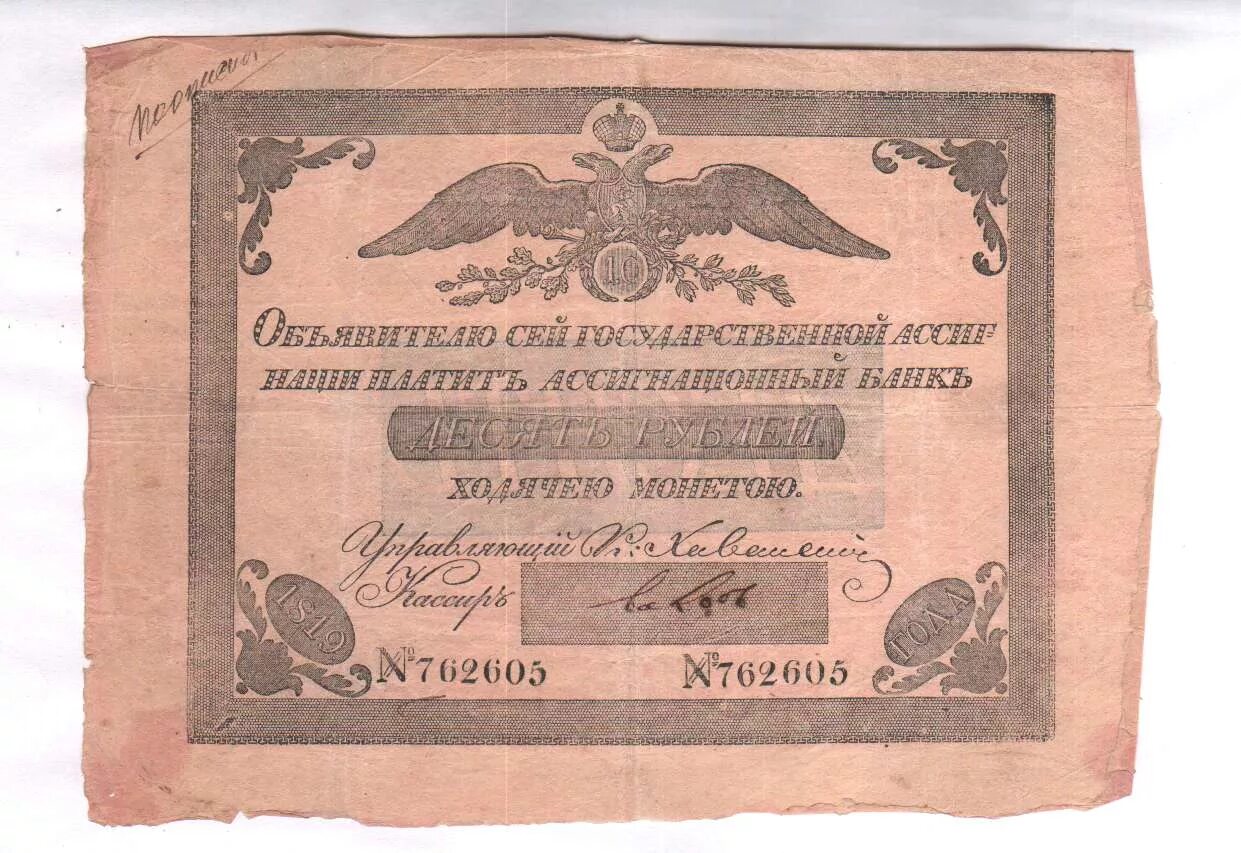 10
Объявителю сей государственной ассиг-
націи платитъ ассигнаціонный банкъ
ДЕСЯТЬ РУБЛЕЙ
ходячею монетою.
Управляющій К: Хованскій
Кассиръ
1819 ГОДА
№762605 №762605